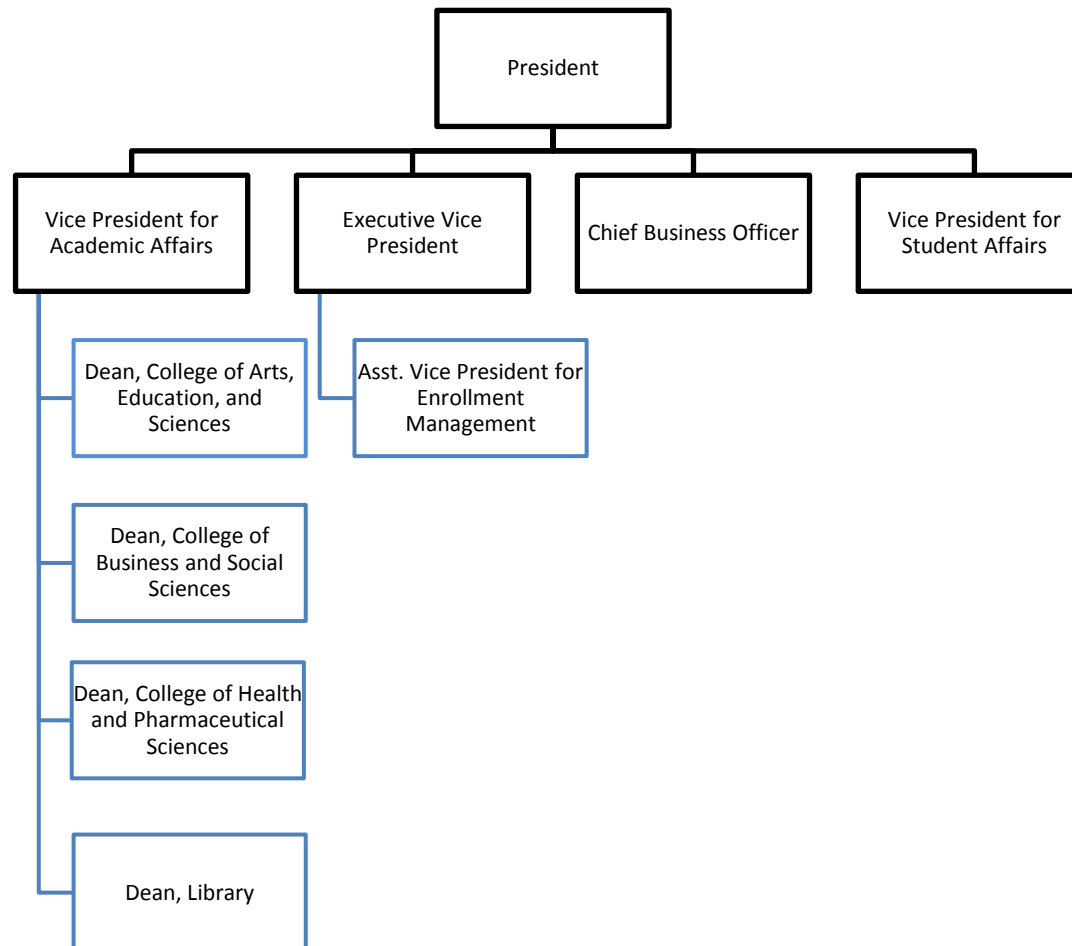 President
Vice President for
Academic Affairs
Executive Vice
President
Chief Business Officer
Vice President for
Student Affairs
Dean, College of Arts,
Education, and
Sciences
Asst. Vice President for
Enrollment
Management
Dean, College of
Business and Social
Sciences
Dean, College of Health
and Pharmaceutical
Sciences
Dean, Library